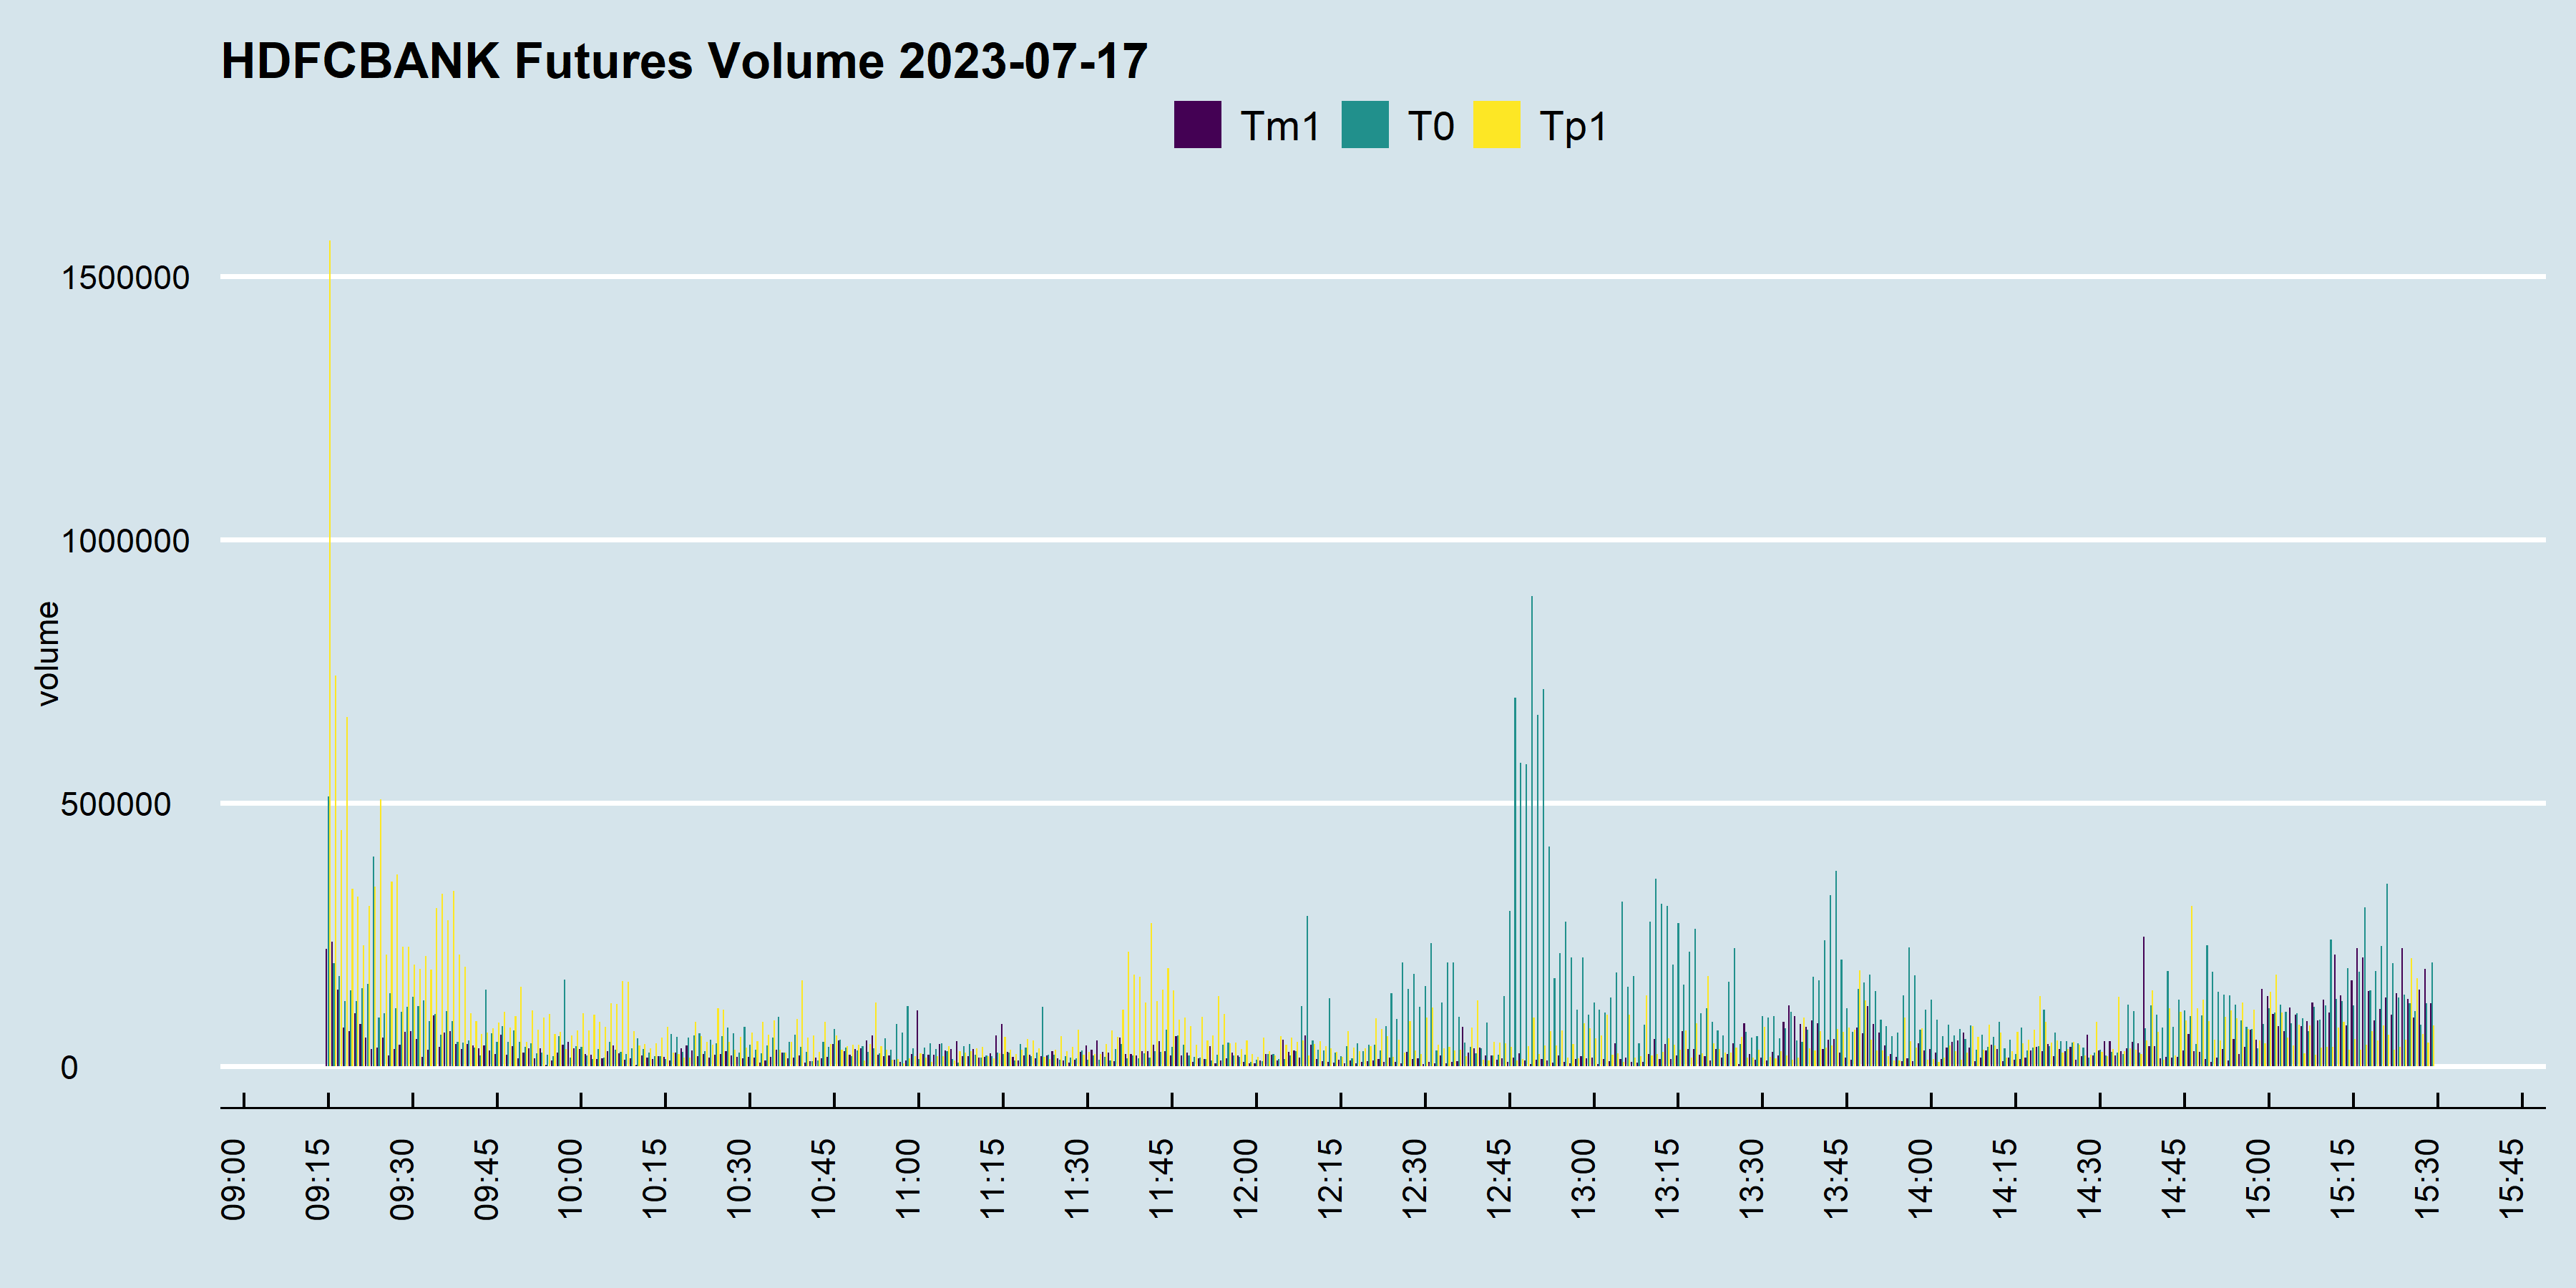 HDFCBANK Futures Volume 2023-07-17
Tm1 T0 Tp1
1500000
1000000
500000
0
volume
09:00 09:15 09:30 09:45 10:00 10:15 10:30 10:45 11:00 11:15 11:30 11:45 12:00 12:15 12:30 12:45 13:00 13:15 13:30 13:45 14:00 14:15 14:30 14:45 15:00 15:15 15:30 15:45